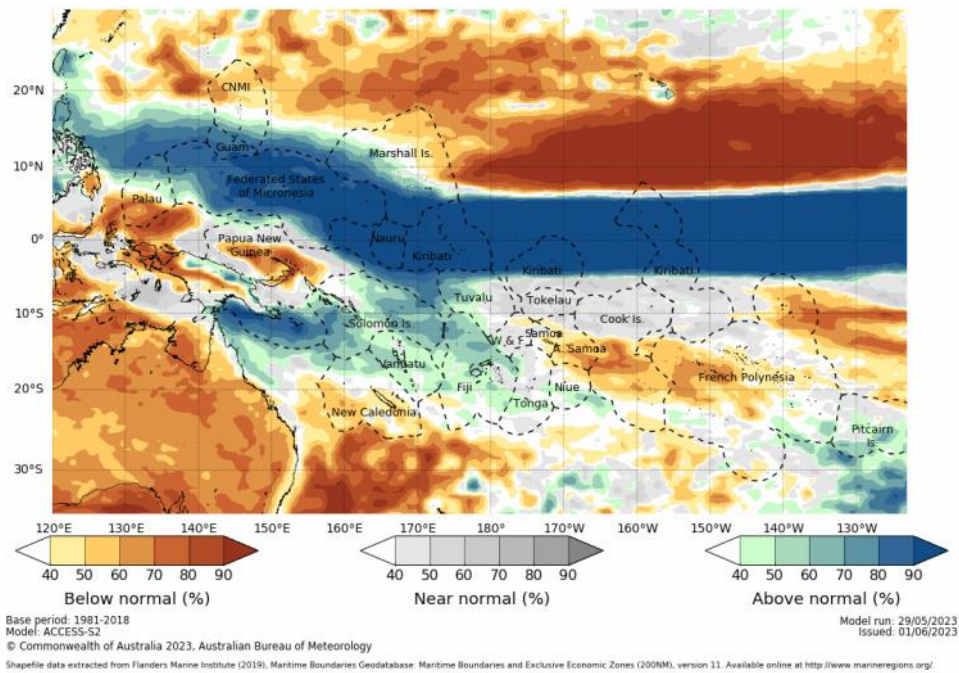 20°N
CNMI
Guam
Marshall Is.
10°N
Federated States
of Micronesia
Palau
0°
Papua New
Guinea
Nauru
Kiribati
Kiribati
Kiribati
Tuvalu
Tokelau
10°S
Solomon Is.
Cook Is.
W & F
Samoa
A. Samoa
Vanuatu
20°S
Fiji
Niue
French Polynesia
Tonga
New Caledonia
Pitcairn
Is.
30°S
120°E 130°E 140°E 150°E 160°E 170°E 180° 170°W 160°W 150°W 140°W 130°W
40 50 60 70 80 90
Below normal (%)
40 50 60 70 80 90
Near normal (%)
40 50 60 70 80 90
Above normal (%)
Base period: 1981-2018
Model: ACCESS-S2
© Commonwealth of Australia 2023, Australian Bureau of Meteorology
Model run: 29/05/2023
Issued: 01/06/2023
Shapefile data extracted from Flanders Marine Institute (2019), Maritime Boundaries Geodatabase: Maritime Boundaries and Exclusive Economic Zones (200NM), version 11. Available online at http://www.marineregions.org/.